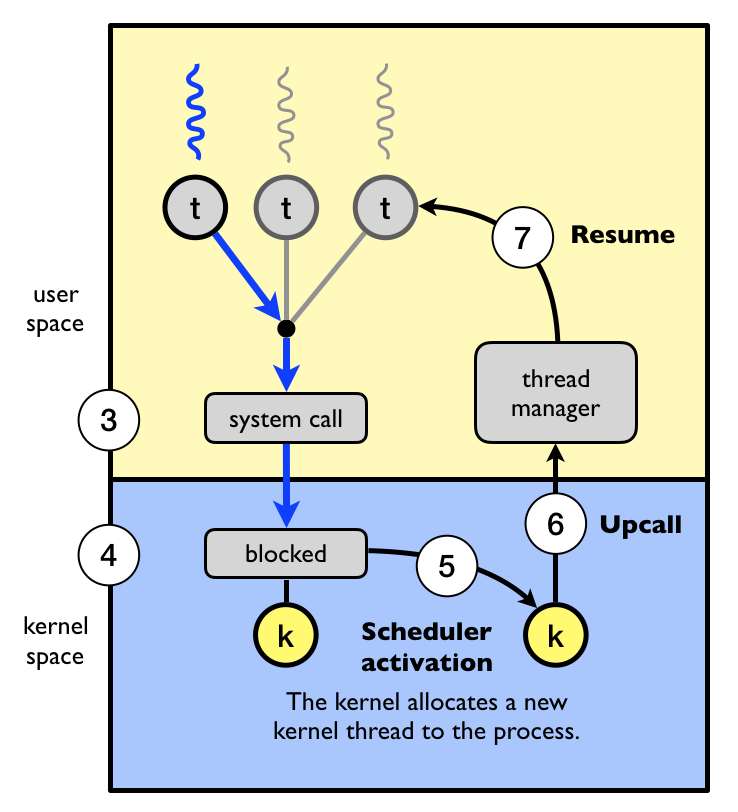 t
t
t
7
Resume
user
space
thread
manager
3
system call
6
Upcall
4
blocked
5
kernel
space
k
Scheduler
activation
k
The kernel allocates a new
kernel thread to the process.